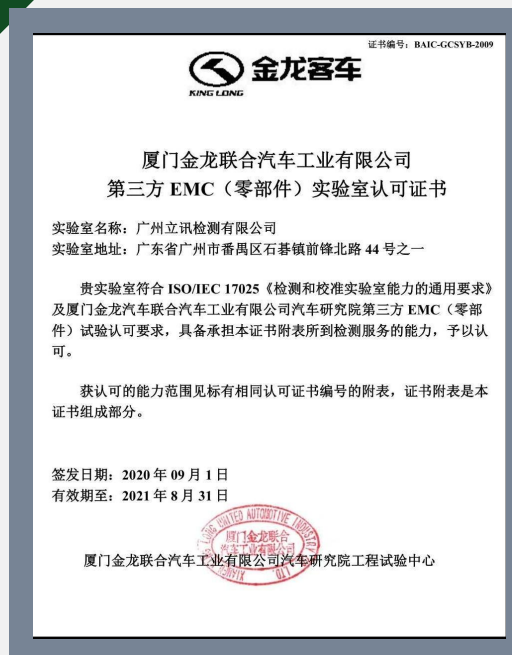 证书编号：BAIC-GCSYB-2009
金龙客车
KING LONG
厦门金龙联合汽车工业有限公司
第三方 EMC（零部件）实验室认可证书
实验室名称：广州立讯检测有限公司
实验室地址：广东省广州市番禺区石碁镇前锋北路 44 号之一
贵实验室符合 ISO/IEC 17025《检测和校准实验室能力的通用要求》
及厦门金龙汽车联合汽车工业有限公司汽车研究院第三方 EMC（零部
件）试验认可要求，具备承担本证书附表所到检测服务的能力，予以认
可。
获认可的能力范围见标有相同认可证书编号的附表，证书附表是本
证书组成部分。
签发日期：2020 年 09 月 1 日
有效期至：2021 年 8 月 31 日
UNITED AUTOMOTIVE INDUSTRY
厦门金龙联合
汽车工业有限公司
厦门金龙联合汽车工业有限公司汽车研究院工程试验中心